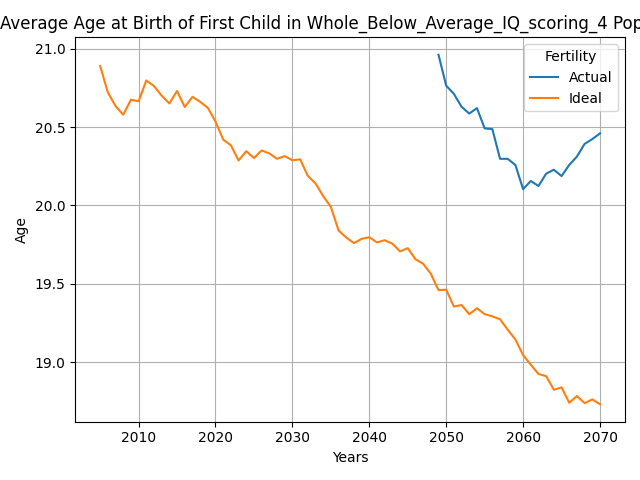 Average Age at Birth of First Child in Whole_Below_Average_IQ_scoring_4 Pop
Fertility
Actual
Ideal
21.0
20.5
20.0
19.5
19.0
Age
2010 2020 2030 2040 2050 2060 2070
Years